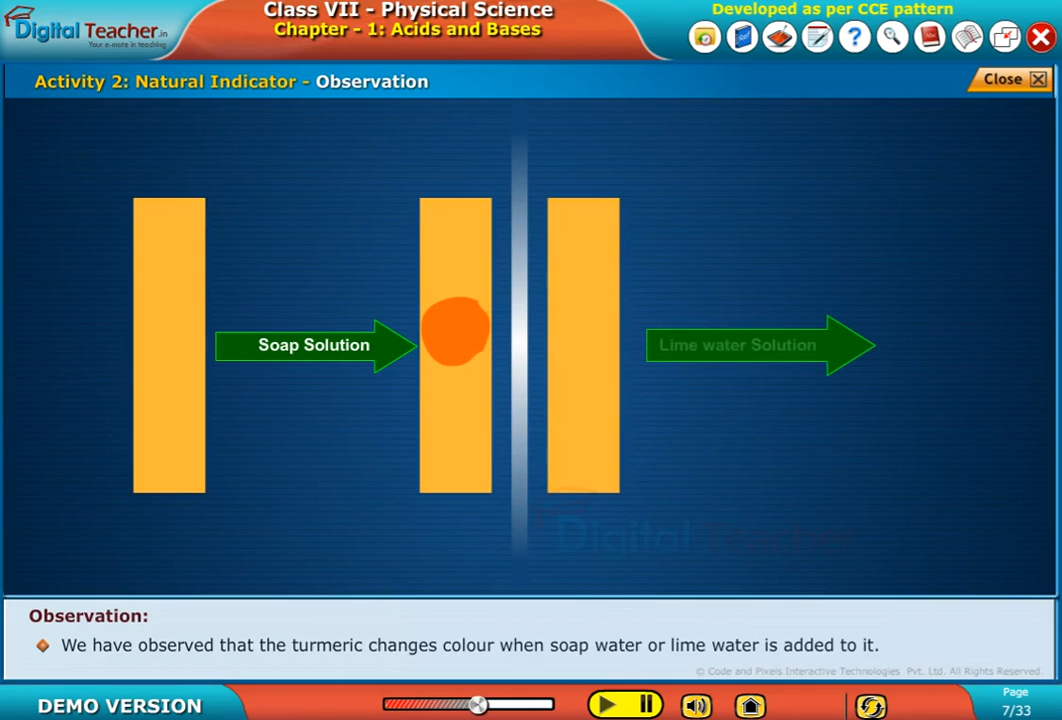 Digital Teacher.in
Your e-mate in teaching
Class VII - Physical Science
Chapter - 1: Acids and Bases
Developed as per CCE pattern
Activity 2: Natural Indicator - Observation
Close
Soap Solution
Lime water Solution
Digital Teacher
Observation:
We have observed that the turmeric changes colour when soap water or lime water is added to it.
© Code and Pixels Interactive Technologies Pvt. Ltd. All Rights Reserved.
DEMO VERSION
Page
7/33